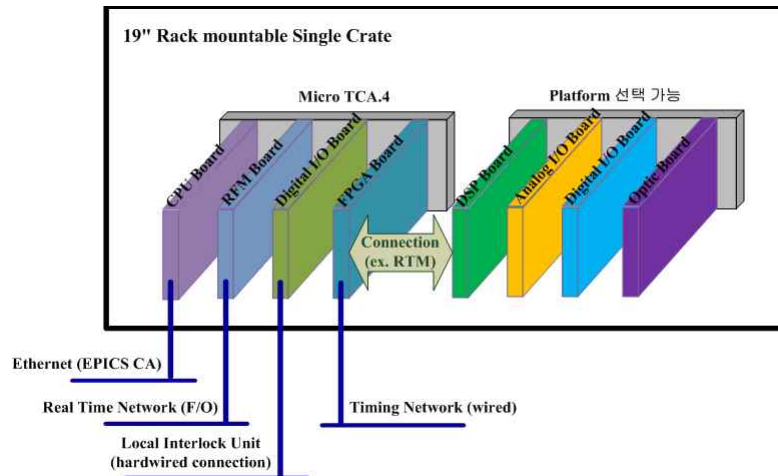 19" Rack mountable Single Crate
Micro TCA.4
Platform 선택 가능
CPU Board
RFM Board
Digital I/O Board
FPGA Board
DSP Board
Analog I/O Board
Digital I/O Board
Optic Board
Connection
(ex. RTM)
Ethernet (EPICS CA)
Real Time Network (F/O)
Timing Network (wired)
Local Interlock Unit
(hardwired connection)